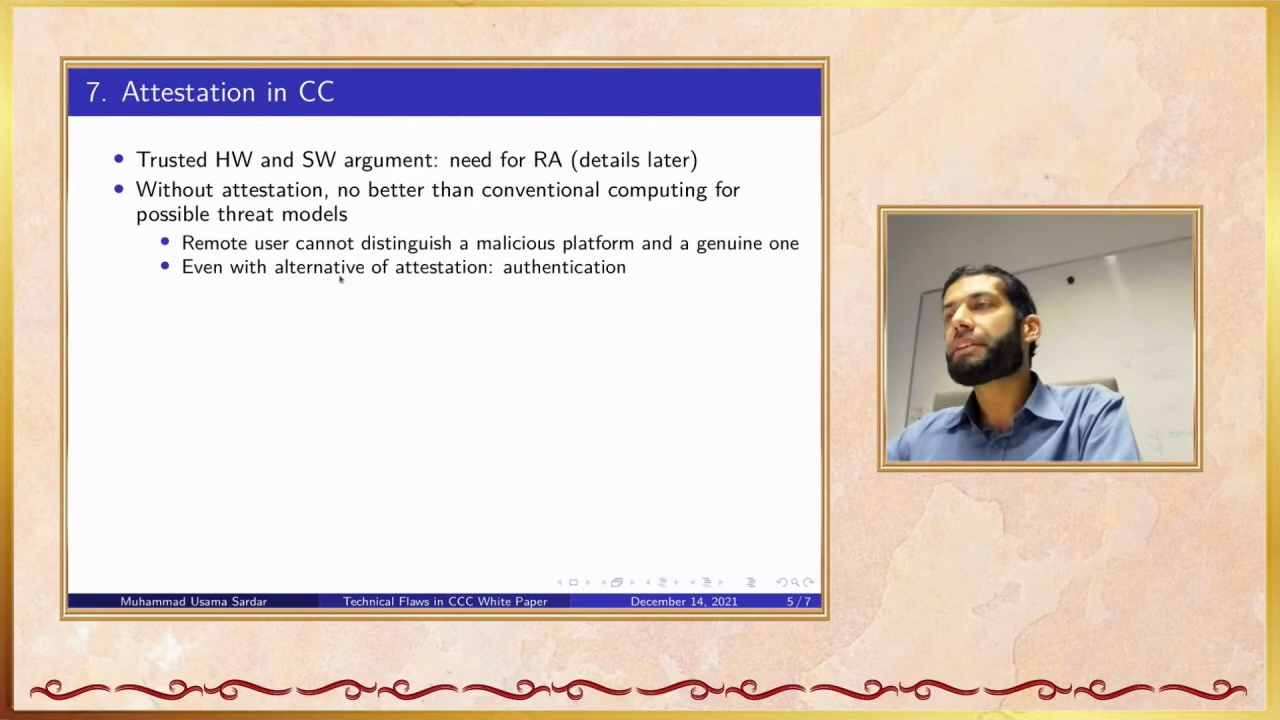 7. Attestation in CC
• Trusted HW and SW argument: need for RA (details later)
• Without attestation, no better than conventional computing for
possible threat models
• Remote user cannot distinguish a malicious platform and a genuine one
• Even with alternative of attestation: authentication
Muhammad Usama Sardar Technical Flaws in CCC White Paper December 14, 2021 5 / 7